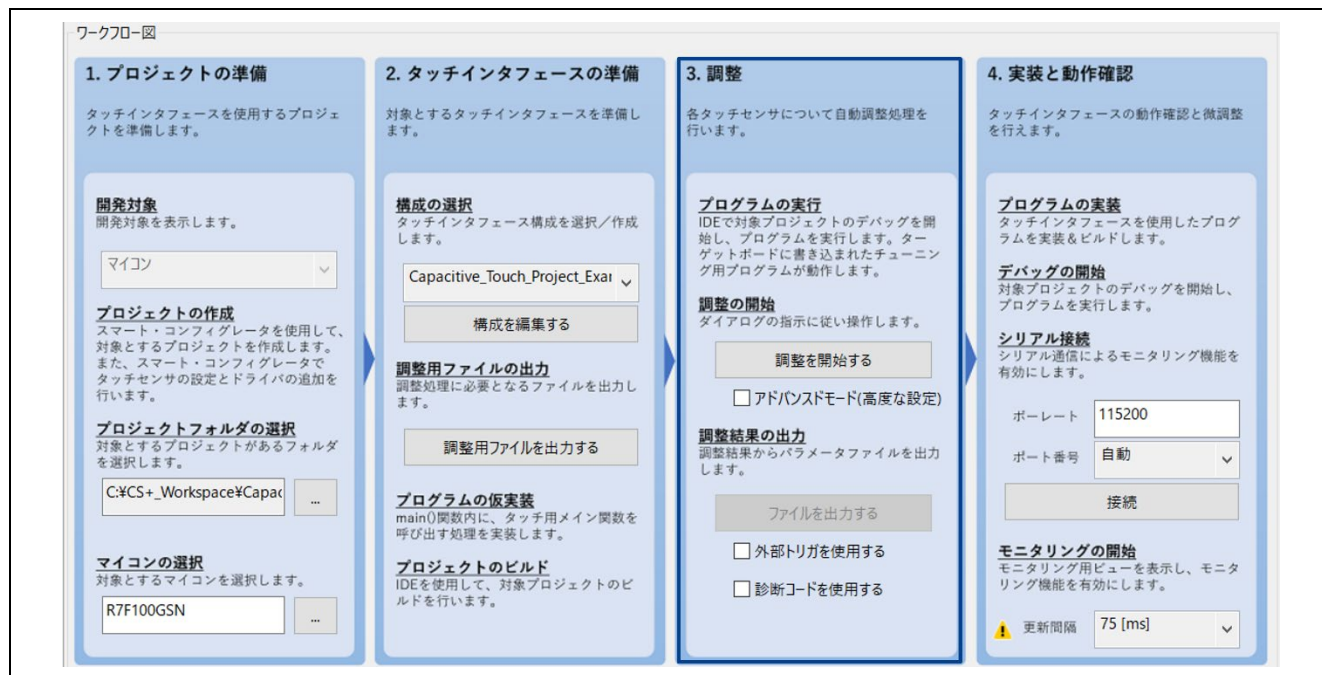 ワークフロー図
1. プロジェクトの準備
タッチインタフェースを使用するプロジェ
クトを準備します。
開発対象
開発対象を表示します。
マイコン
プロジェクトの作成
スマート・コンフィグレータを使用して、
対象とするプロジェクトを作成します。
また、スマート・コンフィグレータで
タッチセンサの設定とドライバの追加を
行います。
プロジェクトフォルダの選択
対象とするプロジェクトがあるフォルダ
を選択します。
C:¥CS+_Workspace¥Capac
...
マイコンの選択
対象とするマイコンを選択します。
R7F100GSN
...
2. タッチインタフェースの準備
対象とするタッチインタフェースを準備し
ます。
構成の選択
タッチインタフェース構成を選択／作成
します。
Capacitive_Touch_Project_Exar
構成を編集する
調整用ファイルの出力
調整処理に必要となるファイルを出力し
ます。
調整用ファイルを出力する
プログラムの仮実装
main()関数内に、タッチ用メイン関数を
呼び出す処理を実装します。
プロジェクトのビルド
IDEを使用して、対象プロジェクトのビ
ルドを行います。
3. 調整
各タッチセンサについて自動調整処理を
行います。
プログラムの実行
IDEで対象プロジェクトのデバッグを開
始し、プログラムを実行します。ター
ゲットボードに書き込まれたチューニン
グ用プログラムが動作します。
調整の開始
ダイアログの指示に従い操作します。
調整を開始する
アドバンスドモード(高度な設定)
調整結果の出力
調整結果からパラメータファイルを出力
します。
ファイルを出力する
外部トリガを使用する
診断コードを使用する
4. 実装と動作確認
タッチインタフェースの動作確認と微調整
を行えます。
プログラムの実装
タッチインタフェースを使用したプログ
ラムを実装&ビルドします。
デバッグの開始
対象プロジェクトのデバッグを開始し、
プログラムを実行します。
シリアル接続
シリアル通信によるモニタリング機能を
有効にします。
ボーレート
115200
ポート番号
自動
接続
モニタリングの開始
モニタリング用ビューを表示し、モニタ
リング機能を有効にします。
更新間隔
75 [ms]